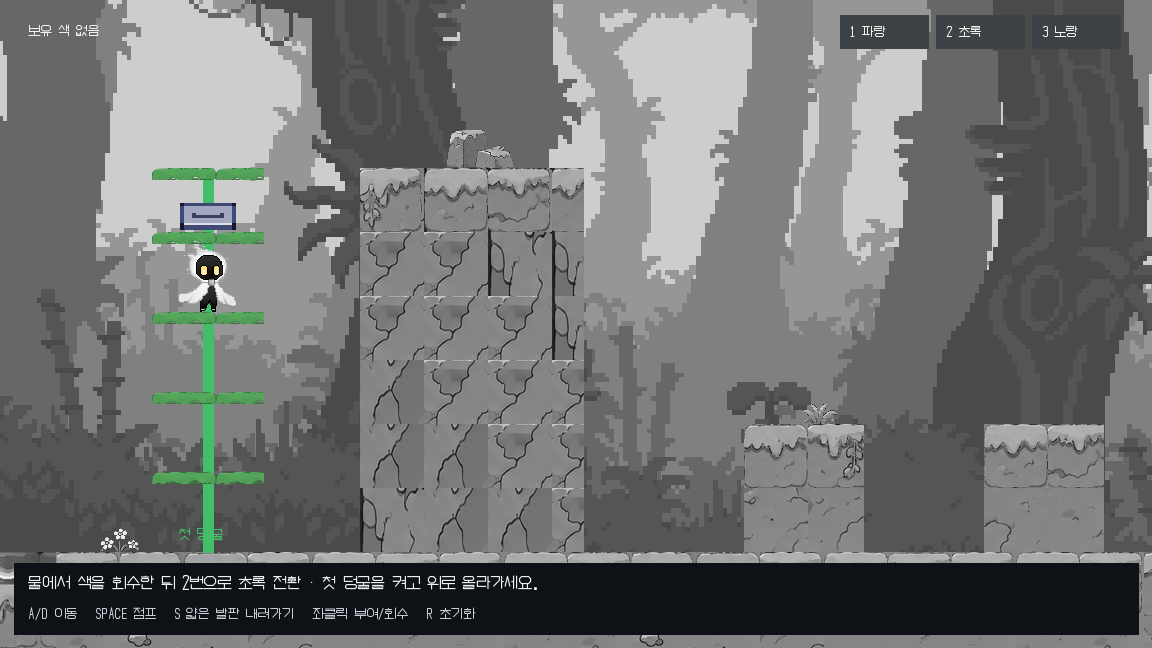 보유 색 없음
1 파랑
2 초록
3 노랑
첫 덩굴
물에서 색을 회수한 뒤 2번으로 초록 전환 · 첫 덩굴을 켜고 위로 올라가세요.
A/D 이동 SPACE 점프 S 얇은 발판 내려가기 좌클릭 부여/회수 R 초기화